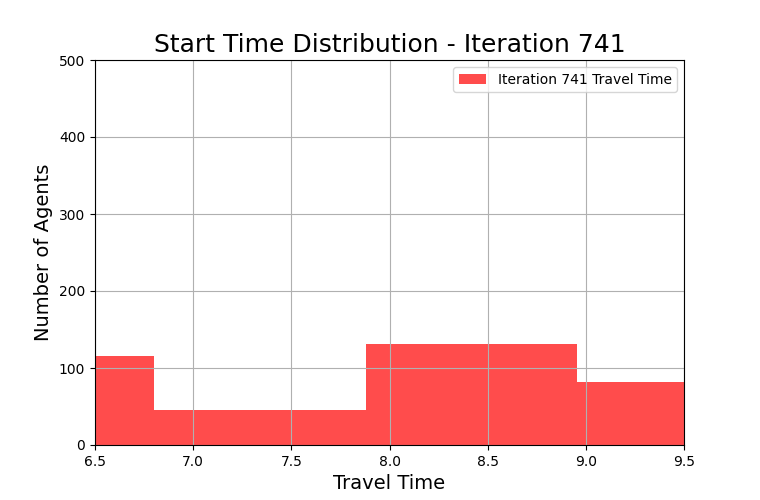 Start Time Distribution - Iteration 741
500
Iteration 741 Travel Time
400
300
200
100
0
Number of Agents
6.5 7.0 7.5 8.0 8.5 9.0 9.5
Travel Time